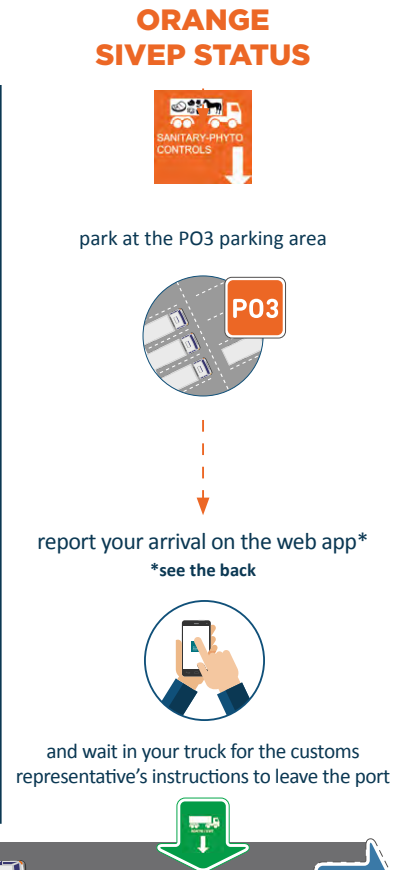 ORANGE
SIVEP STATUS
SANITARY-PHYTO
CONTROLS
park at the PO3 parking area
PO3
report your arrival on the web app*
*see the back
and wait in your truck for the customs
representative's instructions to leave the port